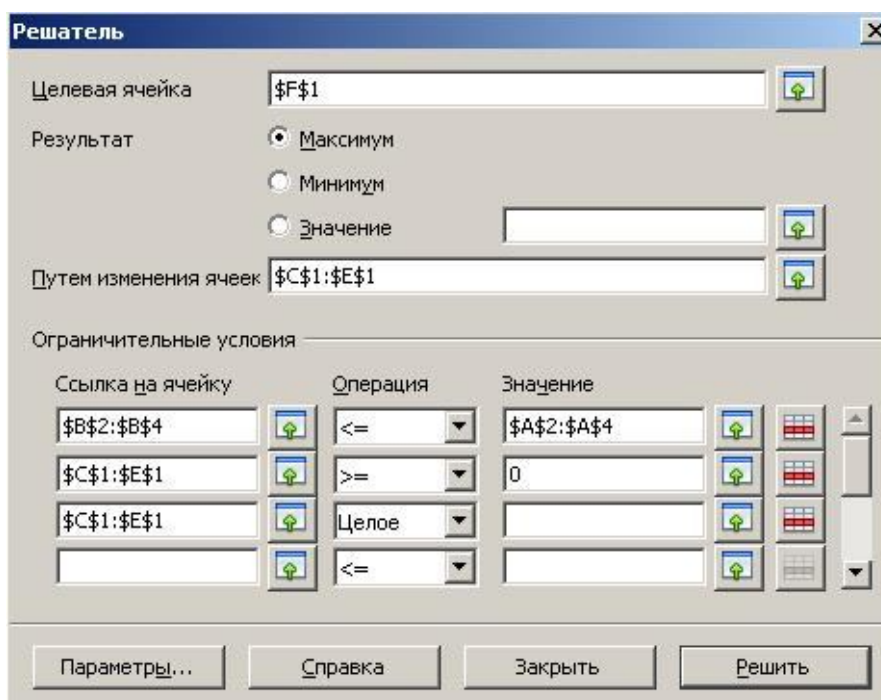 Решатель
Целевая ячейка $F$1
Результат Максимум
Минимум
Значение
Путем изменения ячеек $C$1:$E$1
Ограничительные условия
Ссылка на ячейку Операция Значение
$B$2:$B$4 <= $A$2:$A$4
$C$1:$E$1 >= 0
$C$1:$E$1 Целое
<=
Параметры... Справка Закрыть Решить